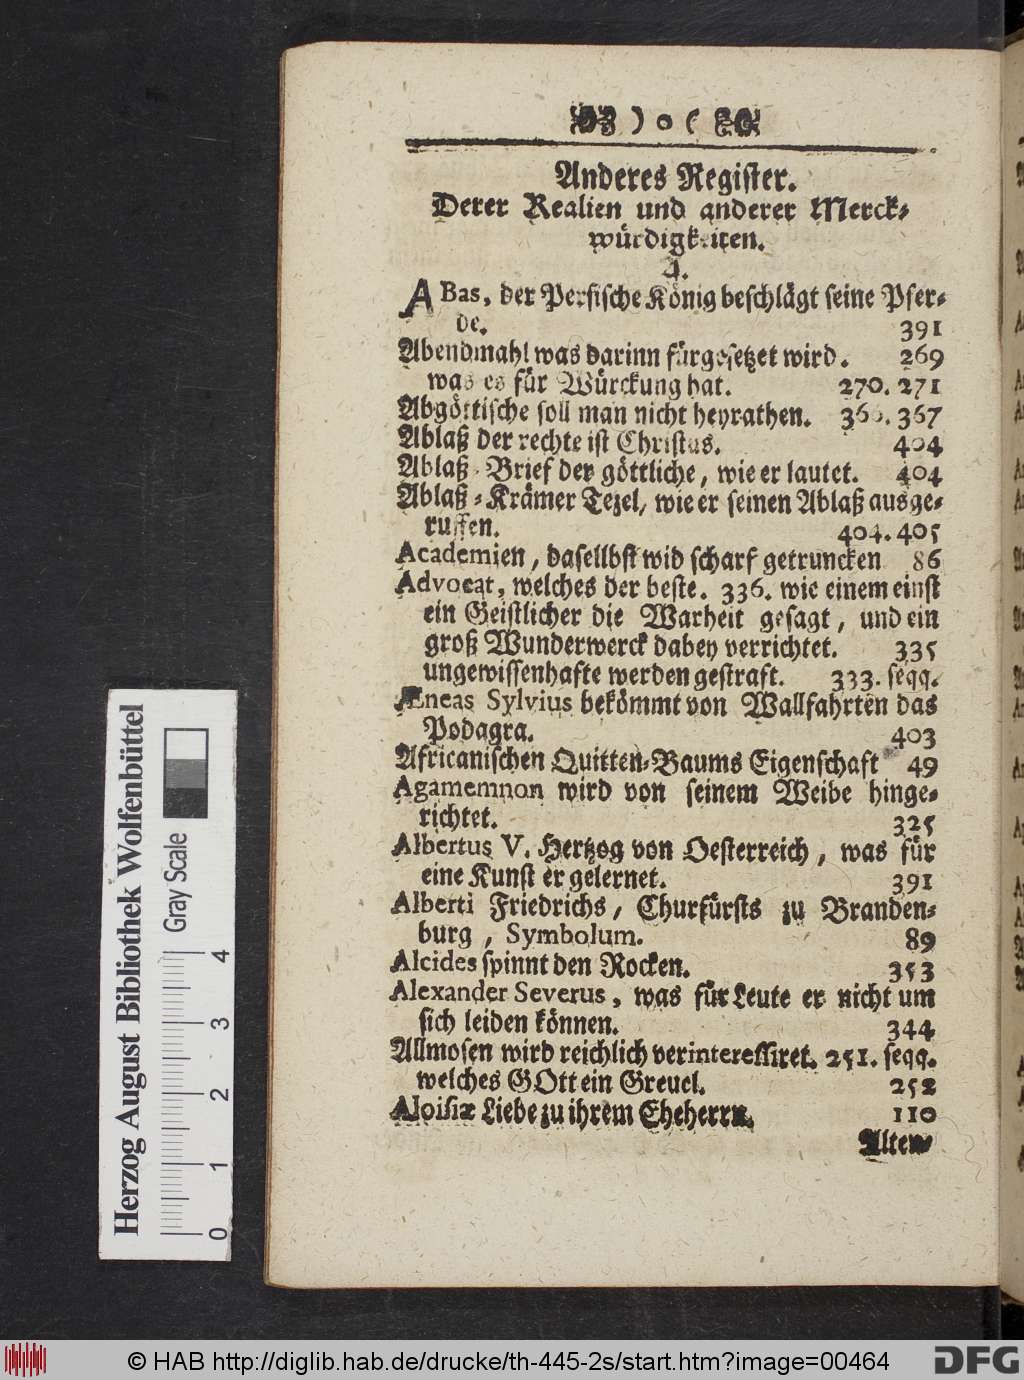 ) o (
Anderes Register.
Derer Realien und anderer Merck-
würdigkeiten.
A.
ABas, der Persische König beschlägt seine Pfer-
de. 391
Abendmahl was darinn fürgesetzet wird. 269
was es für Würckung hat. 270. 271
Abgöttische soll man nicht heyrathen. 366. 367
Ablaß der rechte ist Christus. 404
Ablaß-Brief der göttliche, wie er lautet. 404
Ablaß-Krämer Tezel, wie er seinen Ablaß ausge-
ruffen. 404. 405
Academien, dasellbst wid scharf getruncken 86
Advocat, welches der beste. 336. wie einem einst
ein Geistlicher die Warheit gesagt, und ein
groß Wunderwerck dabey verrichtet. 335
ungewissenhafte werden gestraft. 333. seqq.
Æneas Sylvius bekömmt von Wallfahrten das
Podagra. 403
Africanischen Quitten-Baums Eigenschaft 49
Agamemnon wird von seinem Weibe hinge-
richtet. 325
Albertus V. Hertzog von Oesterreich, was für
eine Kunst er gelernet. 391
Alberti Friedrichs, Churfürsts zu Branden-
burg, Symbolum. 89
Alcides spinnt den Rocken. 353
Alexander Severus, was für Leute er nicht um
sich leiden können. 344
Allmosen wird reichlich verinteressiret. 251. seqq.
welches GOtt ein Greuel. 252
Aloisiæ Liebe zu ihrem Eheherrn. 110
Alten-
Herzog August Bibliothek Wolfenbüttel
Gray Scale
0 1 2 3 4
© HAB http://diglib.hab.de/drucke/th-445-2s/start.htm?image=00464
DFG